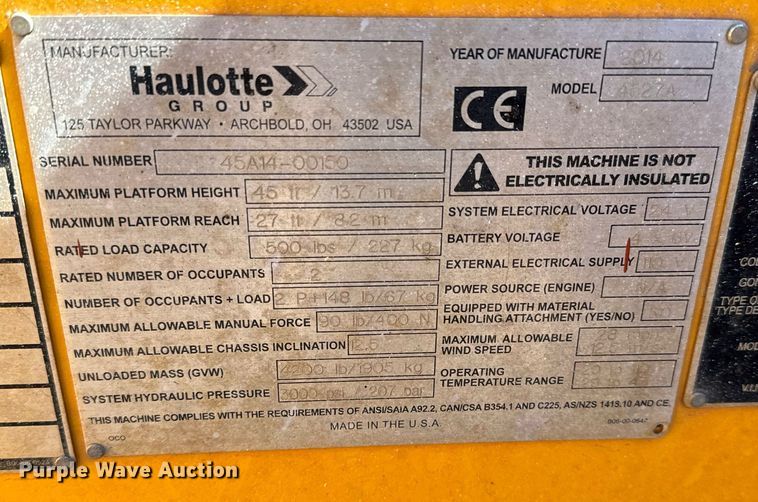 MANUFACTURER:
Haulotte
GROUP
125 TAYLOR PARKWAY • ARCHBOLD, OH 43502 USA
YEAR OF MANUFACTURE 2014
MODEL
CE
SERIAL NUMBER 45A14-00150
MAXIMUM PLATFORM HEIGHT 45 ft / 13.7 m
MAXIMUM PLATFORM REACH 27 ft / 8.2 m
RATED LOAD CAPACITY 500 lbs / 227 kg
RATED NUMBER OF OCCUPANTS 2
NUMBER OF OCCUPANTS + LOAD 2 P+148 lb/67 kg
MAXIMUM ALLOWABLE MANUAL FORCE 90 lb/400 N
MAXIMUM ALLOWABLE CHASSIS INCLINATION 12.5
UNLOADED MASS (GVW) 4200 lb/1905 kg
SYSTEM HYDRAULIC PRESSURE 3000 psi / 207 bar
THIS MACHINE IS NOT
ELECTRICALLY INSULATED
SYSTEM ELECTRICAL VOLTAGE 24 V
BATTERY VOLTAGE
EXTERNAL ELECTRICAL SUPPLY 110 V
POWER SOURCE (ENGINE) N/A
EQUIPPED WITH MATERIAL
HANDLING ATTACHMENT (YES/NO) NO
MAXIMUM ALLOWABLE
WIND SPEED
OPERATING
TEMPERATURE RANGE
THIS MACHINE COMPLIES WITH THE REQUIREMENTS OF ANSI/SAIA A92.2, CAN/CSA B354.1 AND C225, AS/NZS 1418.10 AND CE.
MADE IN THE U.S.A.
Purple Wave Auction